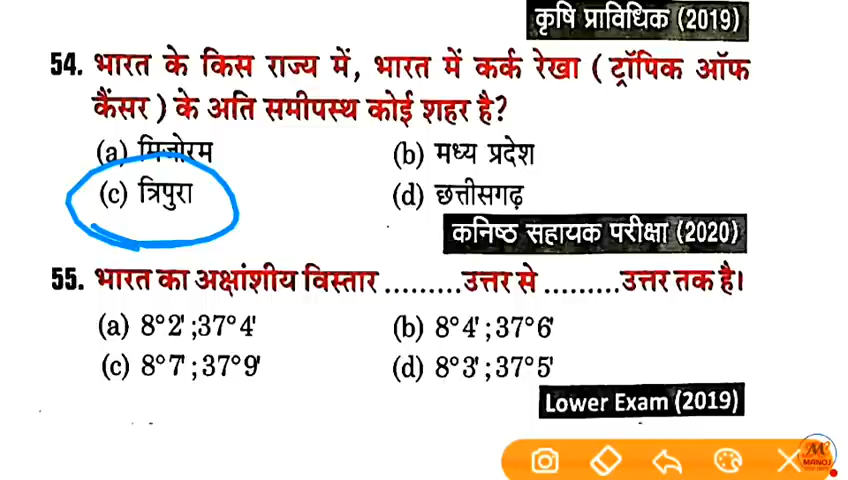 कृषि प्राविधिक (2019)
54. भारत के किस राज्य में, भारत में कर्क रेखा (ट्रॉपिक ऑफ
कैंसर) के अति समीपस्थ कोई शहर है?
(a) मिजोरम (b) मध्य प्रदेश
(c) त्रिपुरा (d) छत्तीसगढ़
कनिष्ठ सहायक परीक्षा (2020)
55. भारत का अक्षांशीय विस्तार .........उत्तर से .........उत्तर तक है।
(a) 8°2';37°4' (b) 8°4';37°6'
(c) 8°7';37°9' (d) 8°3';37°5'
Lower Exam (2019)
MANOJ